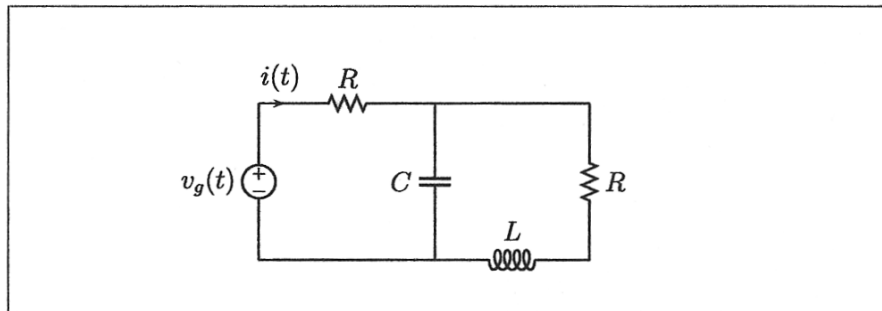 i(t) R
v_g(t) + − C R
L